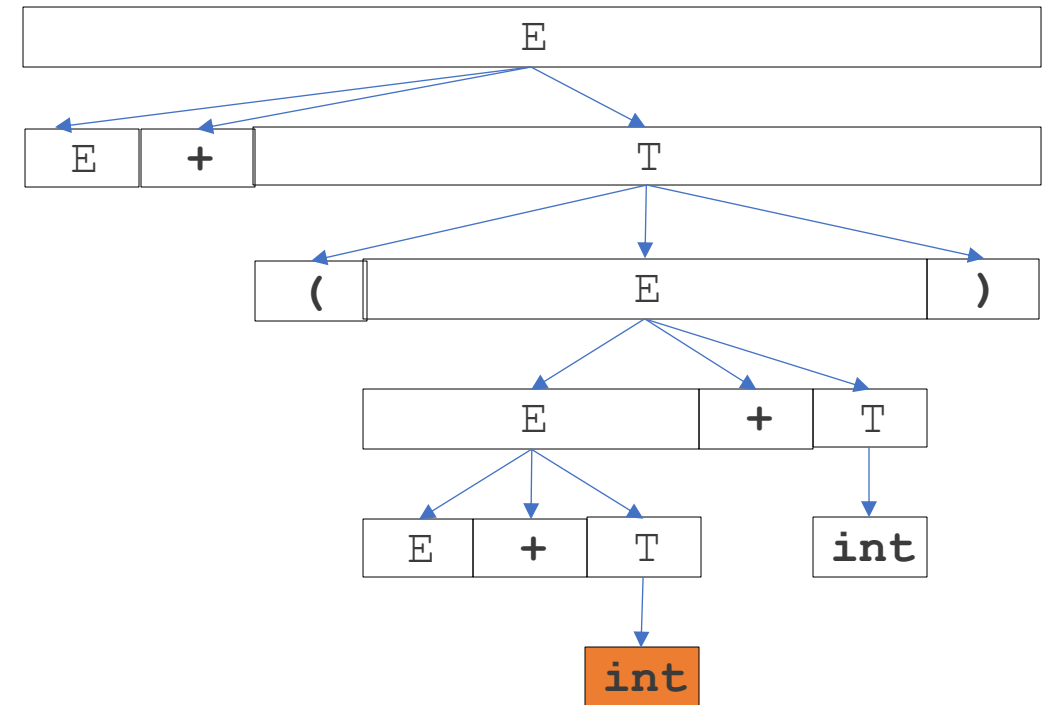 E
E + T
( E )
E + T
E + T int
int